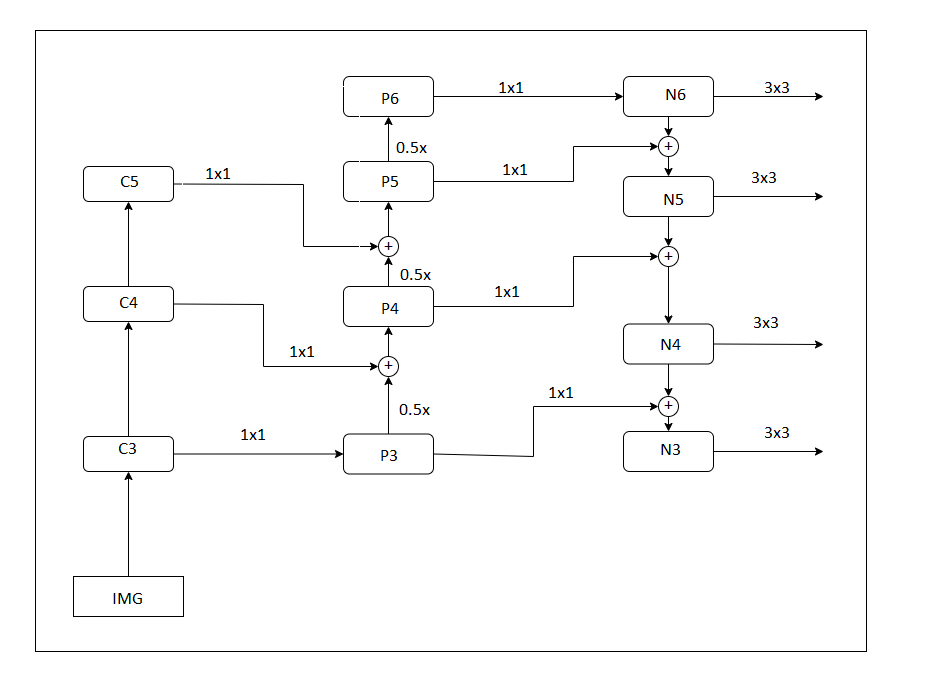 P6
1x1
N6
3x3
0.5x
+
C5
1x1
P5
1x1
N5
3x3
+
0.5x
+
C4
P4
1x1
1x1
+
N4
3x3
0.5x
1x1
+
C3
1x1
P3
N3
3x3
IMG